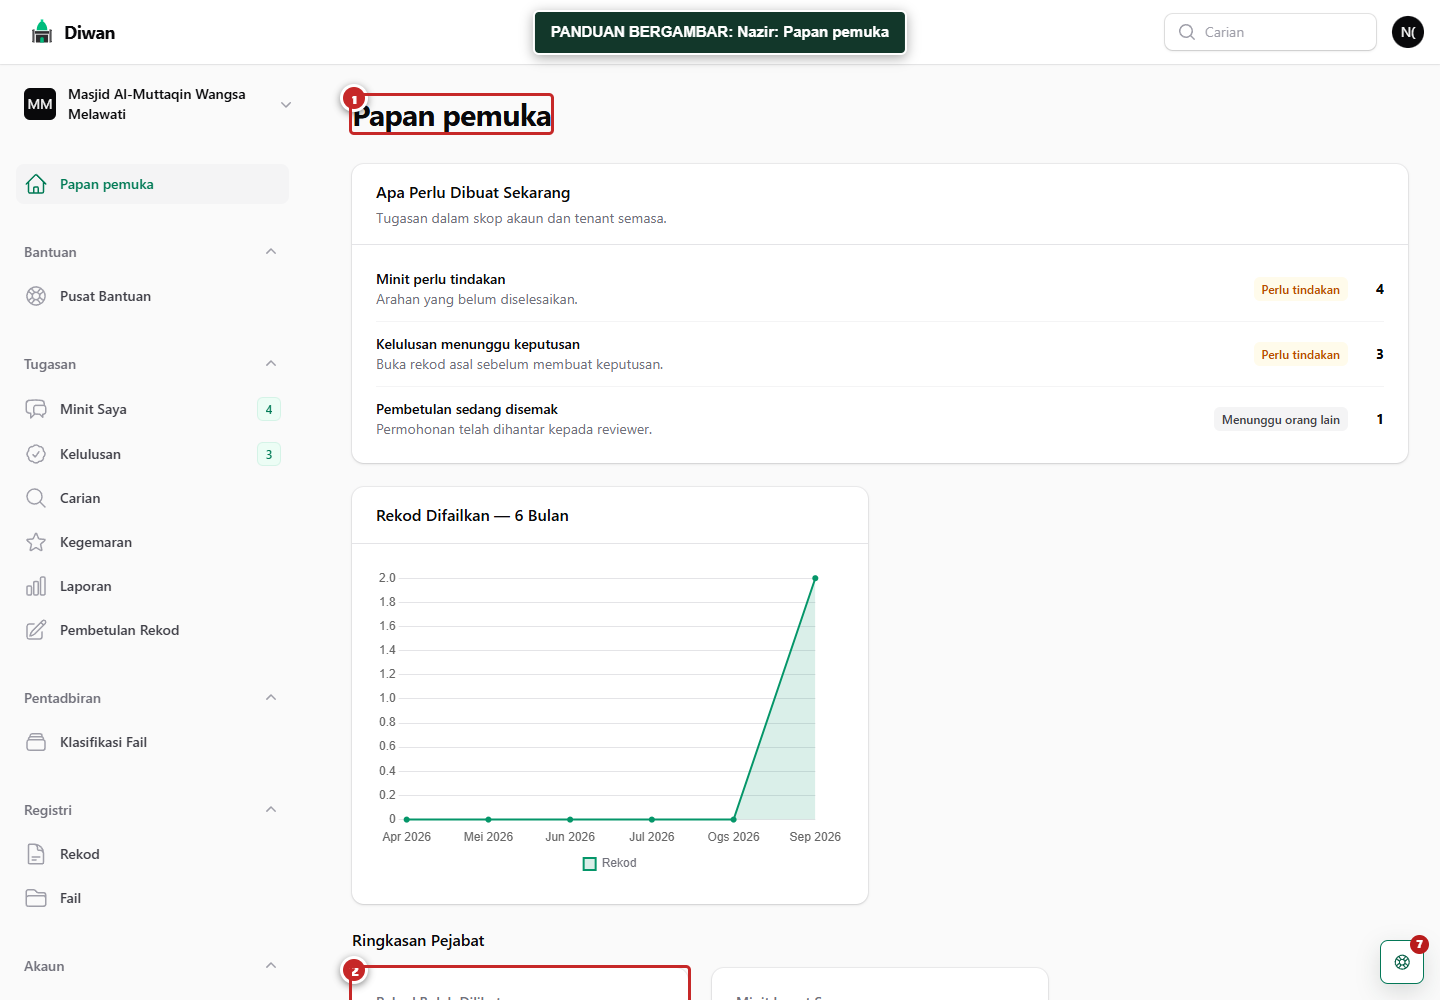 Diwan
PANDUAN BERGAMBAR: Nazir: Papan pemuka
Carian
N(
MM
Masjid Al-Muttaqin Wangsa
Melawati
Papan pemuka
Bantuan
Pusat Bantuan
Tugasan
Minit Saya
4
Kelulusan
3
Carian
Kegemaran
Laporan
Pembetulan Rekod
Pentadbiran
Klasifikasi Fail
Registri
Rekod
Fail
Akaun
1
Papan pemuka
Apa Perlu Dibuat Sekarang
Tugasan dalam skop akaun dan tenant semasa.
Minit perlu tindakan
Arahan yang belum diselesaikan.
Perlu tindakan
4
Kelulusan menunggu keputusan
Buka rekod asal sebelum membuat keputusan.
Perlu tindakan
3
Pembetulan sedang disemak
Permohonan telah dihantar kepada reviewer.
Menunggu orang lain
1
Rekod Difailkan — 6 Bulan
2.0
1.8
1.6
1.4
1.2
1.0
0.8
0.6
0.4
0.2
0
Apr 2026
Mei 2026
Jun 2026
Jul 2026
Ogs 2026
Sep 2026
Rekod
Ringkasan Pejabat
2
7